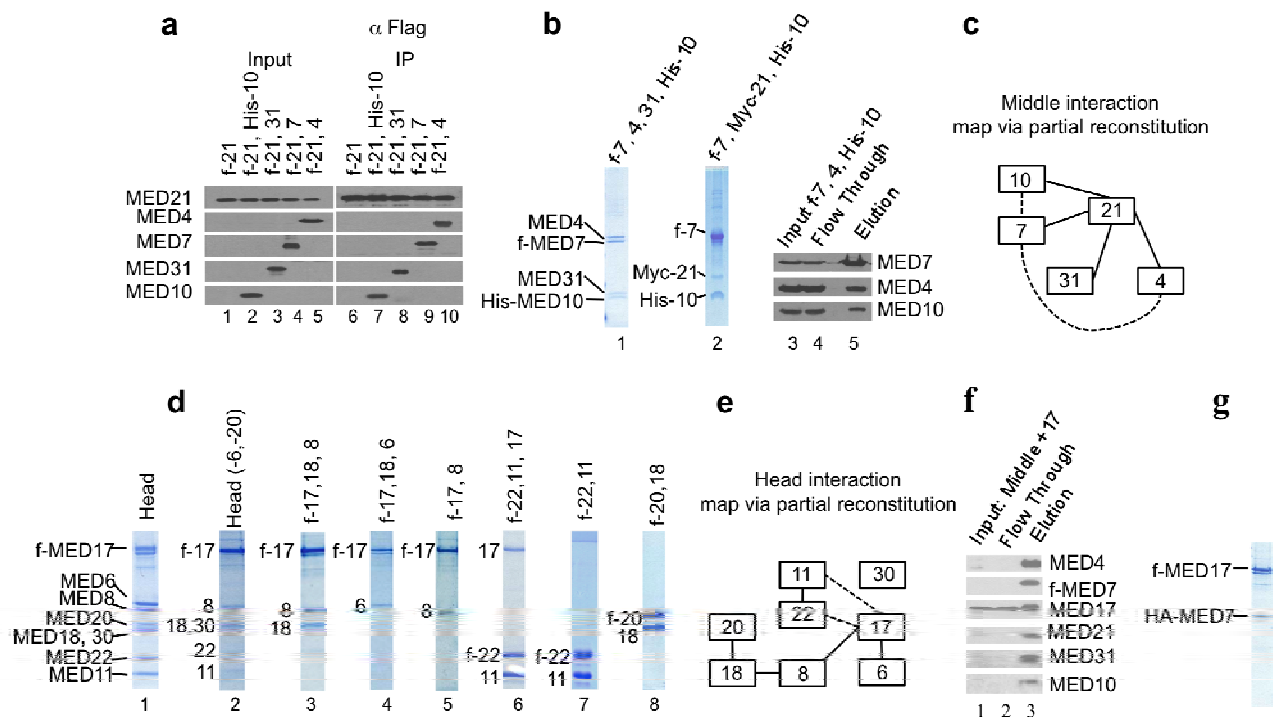 a
α Flag
Input
IP
f-21
f-21, His-10
f-21, 31
f-21, 7
f-21, 4
f-21
f-21, His-10
f-21, 31
f-21, 7
f-21, 4
MED21
MED4
MED7
MED31
MED10
1 2 3 4 5 6 7 8 9 10
b
f-7, 4, 31, His-10
f-7, Myc-21, His-10
MED4
f-MED7
MED31
His-MED10
1
f-7
Myc-21
His-10
2
Input f-7, 4, His-10
Flow Through
Elution
MED7
MED4
MED10
3 4 5
c
Middle interaction
map via partial reconstitution
10
21
7
31
4
d
Head
Head (-6,-20)
f-17,18, 8
f-17,18, 6
f-17, 8
f-22,11, 17
f-22,11
f-20,18
f-MED17
MED6
MED8
MED20
MED18, 30
MED22
MED11
f-17
8
18,30
22
11
f-17
8
18
f-17
6
f-17
8
17
f-22
11
f-22
11
f-20
18
1 2 3 4 5 6 7 8
e
Head interaction
map via partial reconstitution
11
30
22
20
17
18
8
6
f
Input: Middle +17
Flow Through
Elution
MED4
f-MED7
MED17
MED21
MED31
MED10
1 2 3
g
f-MED17
HA-MED7